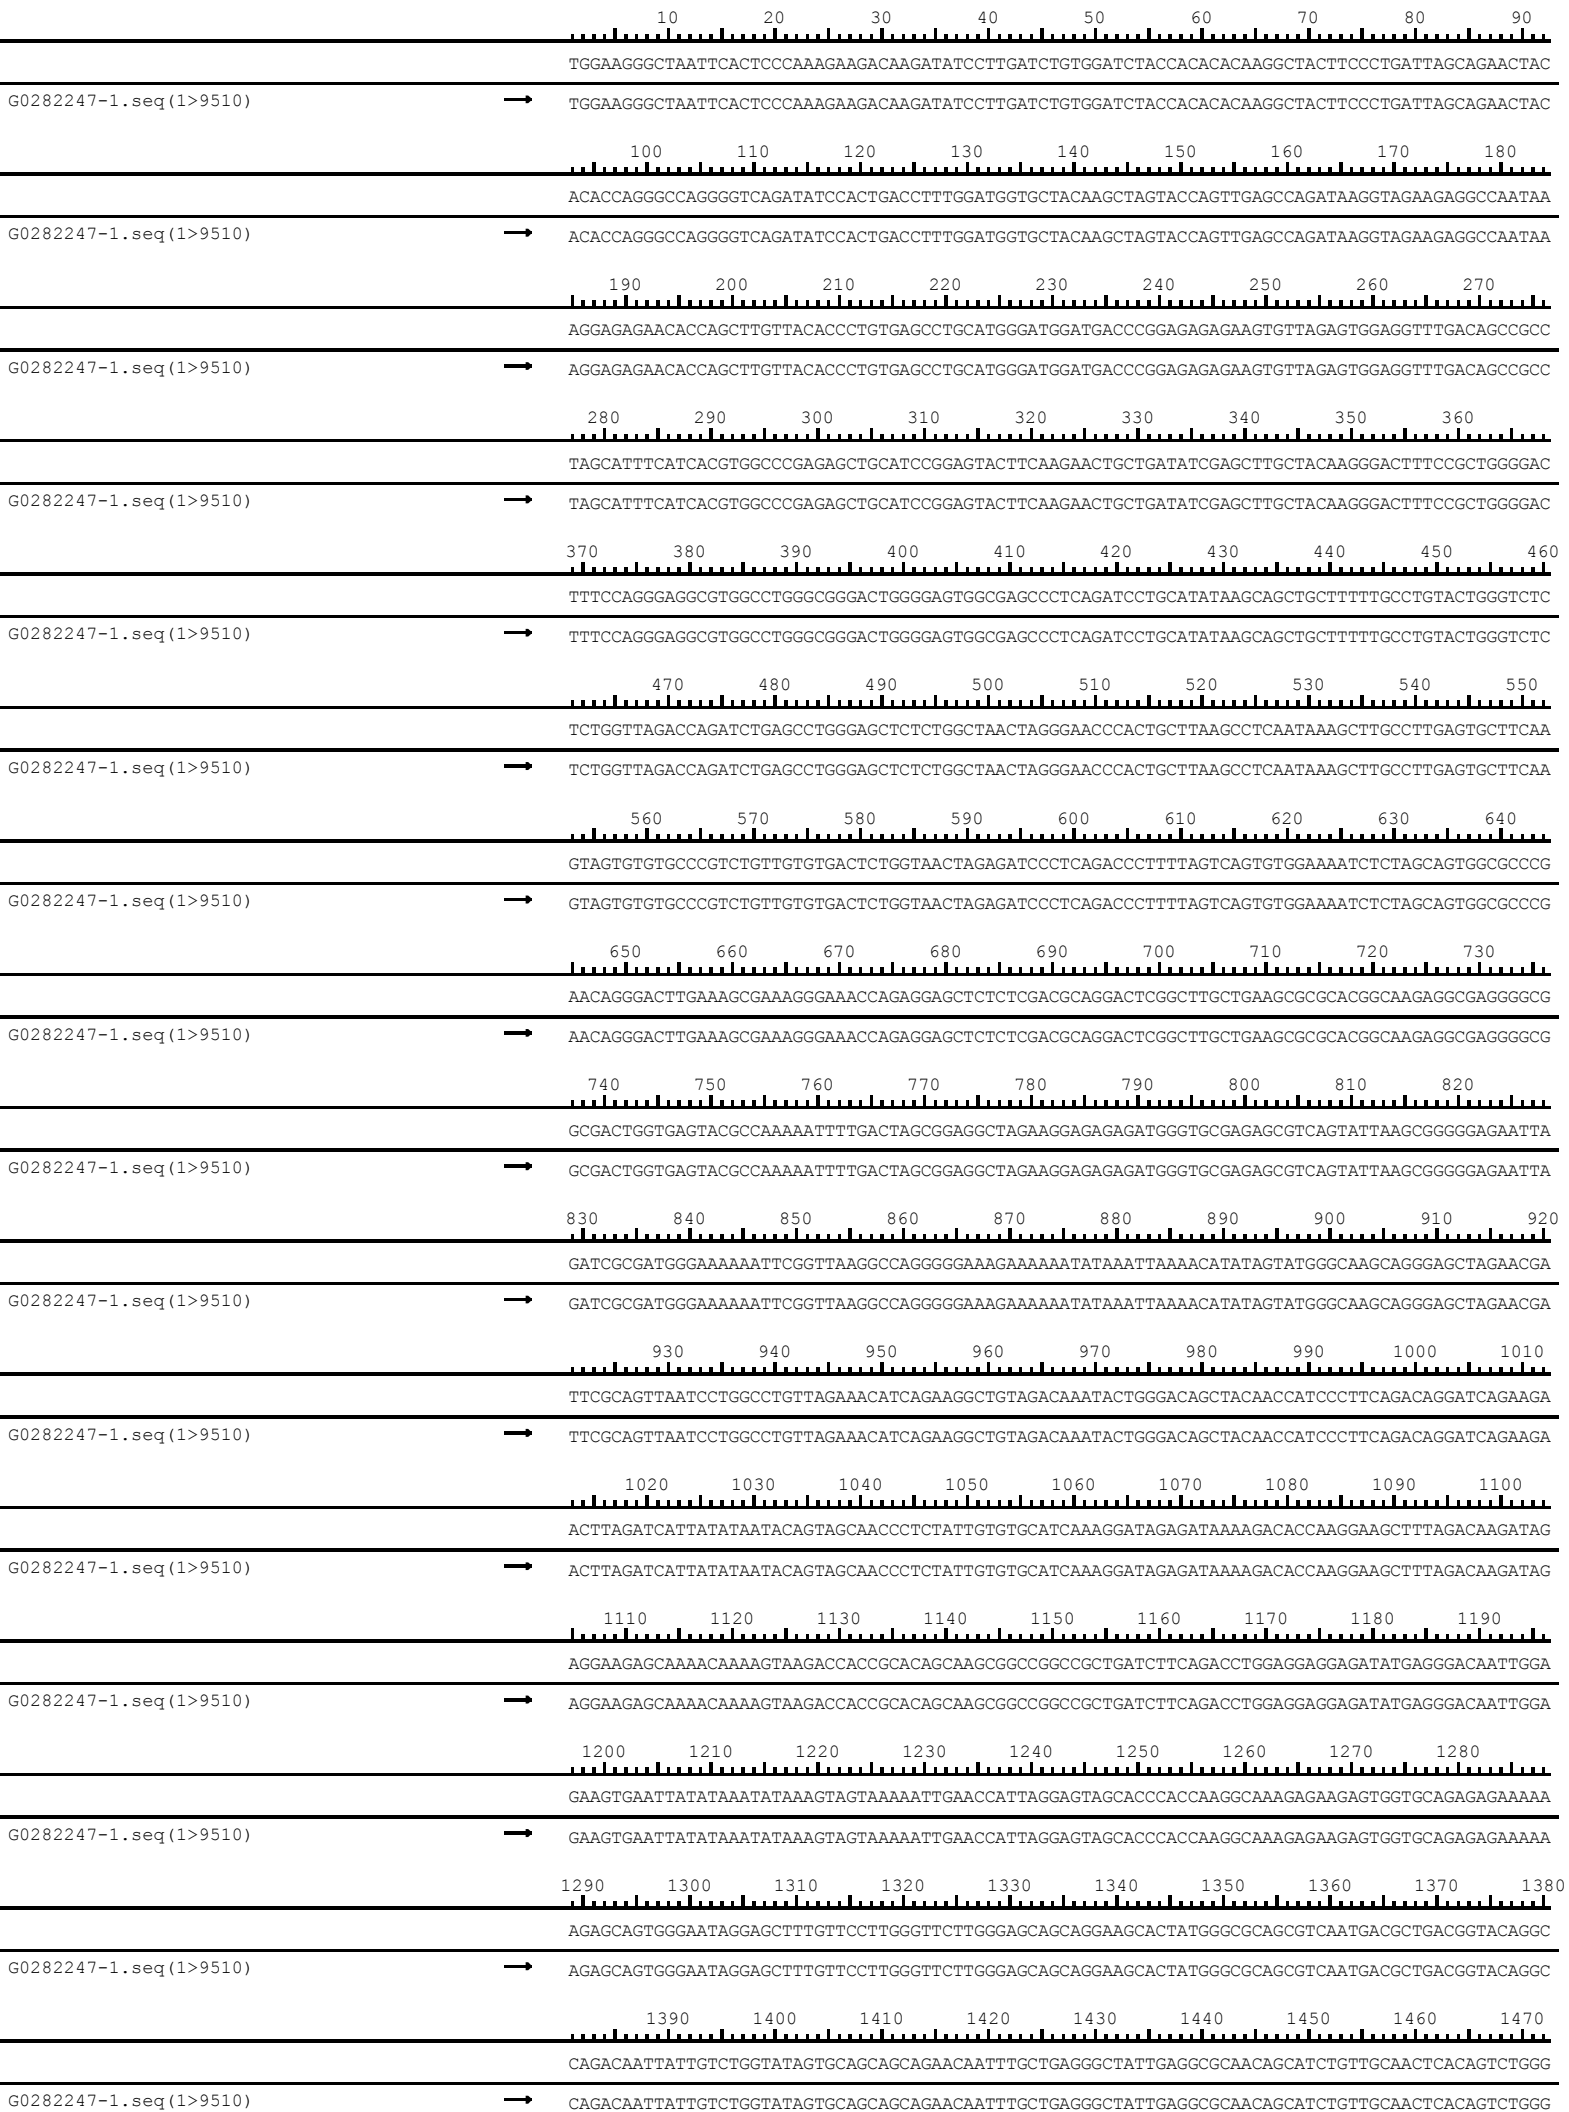 10 20 30 40 50 60 70 80 90
TGGAAGGGCTAATTCACTCCCAAAGAAGACAAGATATCCTTGATCTGTGGATCTACCACACACAAGGCTACTTCCCTGATTAGCAGAACTAC
G0282247-1.seq(1>9510) → TGGAAGGGCTAATTCACTCCCAAAGAAGACAAGATATCCTTGATCTGTGGATCTACCACACACAAGGCTACTTCCCTGATTAGCAGAACTAC
100 110 120 130 140 150 160 170 180
ACACCAGGGCCAGGGGTCAGATATCCACTGACCTTTGGATGGTGCTACAAGCTAGTACCAGTTGAGCCAGATAAGGTAGAAGAGGCCAATAA
G0282247-1.seq(1>9510) → ACACCAGGGCCAGGGGTCAGATATCCACTGACCTTTGGATGGTGCTACAAGCTAGTACCAGTTGAGCCAGATAAGGTAGAAGAGGCCAATAA
190 200 210 220 230 240 250 260 270
AGGAGAGAACACCAGCTTGTTACACCCTGTGAGCCTGCATGGGATGGATGACCCGGAGAGAGAAGTGTTAGAGTGGAGGTTTGACAGCCGCC
G0282247-1.seq(1>9510) → AGGAGAGAACACCAGCTTGTTACACCCTGTGAGCCTGCATGGGATGGATGACCCGGAGAGAGAAGTGTTAGAGTGGAGGTTTGACAGCCGCC
280 290 300 310 320 330 340 350 360
TAGCATTTCATCACGTGGCCCGAGAGCTGCATCCGGAGTACTTCAAGAACTGCTGATATCGAGCTTGCTACAAGGGACTTTCCGCTGGGGAC
G0282247-1.seq(1>9510) → TAGCATTTCATCACGTGGCCCGAGAGCTGCATCCGGAGTACTTCAAGAACTGCTGATATCGAGCTTGCTACAAGGGACTTTCCGCTGGGGAC
370 380 390 400 410 420 430 440 450 460
TTTCCAGGGAGGCGTGGCCTGGGCGGGACTGGGGAGTGGCGAGCCCTCAGATCCTGCATATAAGCAGCTGCTTTTTGCCTGTACTGGGTCTC
G0282247-1.seq(1>9510) → TTTCCAGGGAGGCGTGGCCTGGGCGGGACTGGGGAGTGGCGAGCCCTCAGATCCTGCATATAAGCAGCTGCTTTTTGCCTGTACTGGGTCTC
470 480 490 500 510 520 530 540 550
TCTGGTTAGACCAGATCTGAGCCTGGGAGCTCTCTGGCTAACTAGGGAACCCACTGCTTAAGCCTCAATAAAGCTTGCCTTGAGTGCTTCAA
G0282247-1.seq(1>9510) → TCTGGTTAGACCAGATCTGAGCCTGGGAGCTCTCTGGCTAACTAGGGAACCCACTGCTTAAGCCTCAATAAAGCTTGCCTTGAGTGCTTCAA
560 570 580 590 600 610 620 630 640
GTAGTGTGTGCCCGTCTGTTGTGTGACTCTGGTAACTAGAGATCCCTCAGACCCTTTTAGTCAGTGTGGAAAATCTCTAGCAGTGGCGCCCG
G0282247-1.seq(1>9510) → GTAGTGTGTGCCCGTCTGTTGTGTGACTCTGGTAACTAGAGATCCCTCAGACCCTTTTAGTCAGTGTGGAAAATCTCTAGCAGTGGCGCCCG
650 660 670 680 690 700 710 720 730
AACAGGGACTTGAAAGCGAAAGGGAAACCAGAGGAGCTCTCTCGACGCAGGACTCGGCTTGCTGAAGCGCGCACGGCAAGAGGCGAGGGGCG
G0282247-1.seq(1>9510) → AACAGGGACTTGAAAGCGAAAGGGAAACCAGAGGAGCTCTCTCGACGCAGGACTCGGCTTGCTGAAGCGCGCACGGCAAGAGGCGAGGGGCG
740 750 760 770 780 790 800 810 820
GCGACTGGTGAGTACGCCAAAAATTTTGACTAGCGGAGGCTAGAAGGAGAGAGATGGGTGCGAGAGCGTCAGTATTAAGCGGGGGAGAATTA
G0282247-1.seq(1>9510) → GCGACTGGTGAGTACGCCAAAAATTTTGACTAGCGGAGGCTAGAAGGAGAGAGATGGGTGCGAGAGCGTCAGTATTAAGCGGGGGAGAATTA
830 840 850 860 870 880 890 900 910 920
GATCGCGATGGGAAAAAATTCGGTTAAGGCCAGGGGGAAAGAAAAAATATAAATTAAAACATATAGTATGGGCAAGCAGGGAGCTAGAACGA
G0282247-1.seq(1>9510) → GATCGCGATGGGAAAAAATTCGGTTAAGGCCAGGGGGAAAGAAAAAATATAAATTAAAACATATAGTATGGGCAAGCAGGGAGCTAGAACGA
930 940 950 960 970 980 990 1000 1010
TTCGCAGTTAATCCTGGCCTGTTAGAAACATCAGAAGGCTGTAGACAAATACTGGGACAGCTACAACCATCCCTTCAGACAGGATCAGAAGA
G0282247-1.seq(1>9510) → TTCGCAGTTAATCCTGGCCTGTTAGAAACATCAGAAGGCTGTAGACAAATACTGGGACAGCTACAACCATCCCTTCAGACAGGATCAGAAGA
1020 1030 1040 1050 1060 1070 1080 1090 1100
ACTTAGATCATTATATAATACAGTAGCAACCCTCTATTGTGTGCATCAAAGGATAGAGATAAAAGACACCAAGGAAGCTTTAGACAAGATAG
G0282247-1.seq(1>9510) → ACTTAGATCATTATATAATACAGTAGCAACCCTCTATTGTGTGCATCAAAGGATAGAGATAAAAGACACCAAGGAAGCTTTAGACAAGATAG
1110 1120 1130 1140 1150 1160 1170 1180 1190
AGGAAGAGCAAAACAAAAGTAAGACCACCGCACAGCAAGCGGCCGGCCGCTGATCTTCAGACCTGGAGGAGGAGATATGAGGGACAATTGGA
G0282247-1.seq(1>9510) → AGGAAGAGCAAAACAAAAGTAAGACCACCGCACAGCAAGCGGCCGGCCGCTGATCTTCAGACCTGGAGGAGGAGATATGAGGGACAATTGGA
1200 1210 1220 1230 1240 1250 1260 1270 1280
GAAGTGAATTATATAAATATAAAGTAGTAAAAATTGAACCATTAGGAGTAGCACCCACCAAGGCAAAGAGAAGAGTGGTGCAGAGAGAAAAA
G0282247-1.seq(1>9510) → GAAGTGAATTATATAAATATAAAGTAGTAAAAATTGAACCATTAGGAGTAGCACCCACCAAGGCAAAGAGAAGAGTGGTGCAGAGAGAAAAA
1290 1300 1310 1320 1330 1340 1350 1360 1370 1380
AGAGCAGTGGGAATAGGAGCTTTGTTCCTTGGGTTCTTGGGAGCAGCAGGAAGCACTATGGGCGCAGCGTCAATGACGCTGACGGTACAGGC
G0282247-1.seq(1>9510) → AGAGCAGTGGGAATAGGAGCTTTGTTCCTTGGGTTCTTGGGAGCAGCAGGAAGCACTATGGGCGCAGCGTCAATGACGCTGACGGTACAGGC
1390 1400 1410 1420 1430 1440 1450 1460 1470
CAGACAATTATTGTCTGGTATAGTGCAGCAGCAGAACAATTTGCTGAGGGCTATTGAGGCGCAACAGCATCTGTTGCAACTCACAGTCTGGG
G0282247-1.seq(1>9510) → CAGACAATTATTGTCTGGTATAGTGCAGCAGCAGAACAATTTGCTGAGGGCTATTGAGGCGCAACAGCATCTGTTGCAACTCACAGTCTGGG